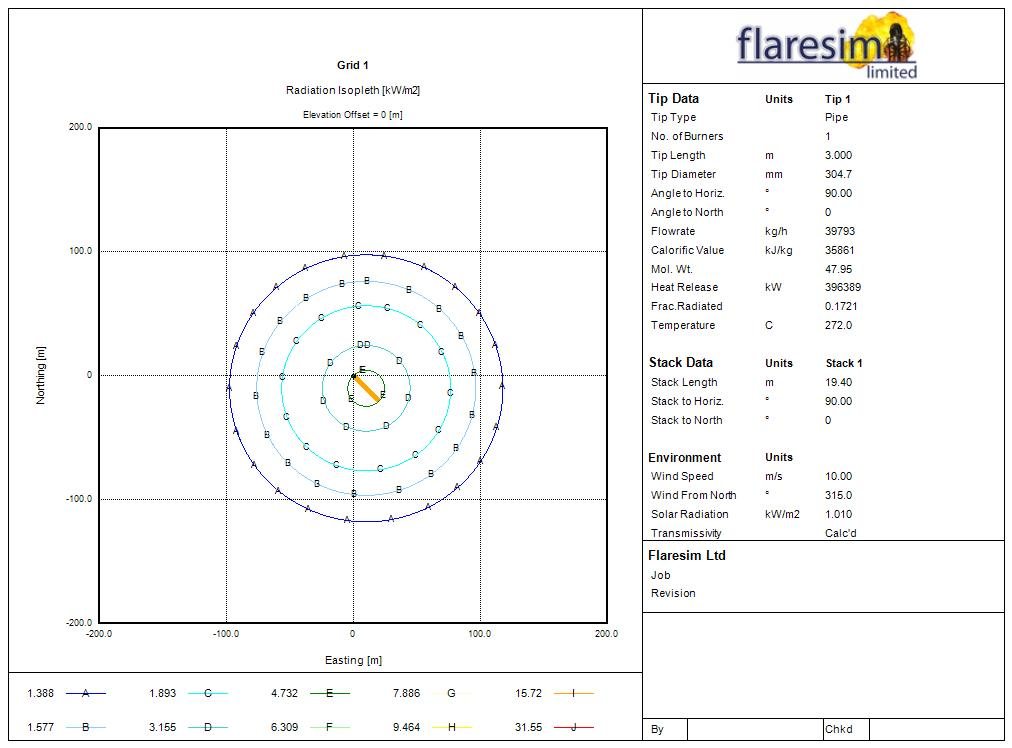 flaresim
limited
Grid 1
Radiation Isopleth [kW/m2]
Elevation Offset = 0 [m]
200.0
100.0
0
-100.0
-200.0
Northing [m]
-200.0 -100.0 0 100.0 200.0
Easting [m]
A A A A A A A A A A A A A A A A A A A A
B B B B B B B B B B B B B B B B B B
C C C C C C C C C C C C C C C
D D D D D D D D
E E E
1.388 A 1.893 C 4.732 E 7.886 G 15.72 I
1.577 B 3.155 D 6.309 F 9.464 H 31.55 J
Tip Data Units Tip 1
Tip Type Pipe
No. of Burners 1
Tip Length m 3.000
Tip Diameter mm 304.7
Angle to Horiz. ° 90.00
Angle to North ° 0
Flowrate kg/h 39793
Calorific Value kJ/kg 35861
Mol. Wt. 47.95
Heat Release kW 396389
Frac.Radiated 0.1721
Temperature C 272.0
Stack Data Units Stack 1
Stack Length m 19.40
Stack to Horiz. ° 90.00
Stack to North ° 0
Environment Units
Wind Speed m/s 10.00
Wind From North ° 315.0
Solar Radiation kW/m2 1.010
Transmissivity Calc'd
Flaresim Ltd
Job
Revision
By Chkd